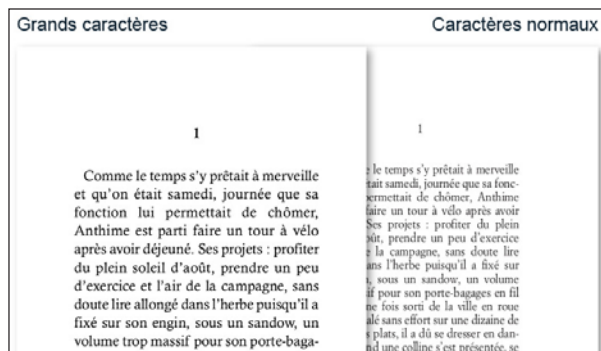 Grands caractères
Caractères normaux
1
Comme le temps s'y prêtait à merveille
et qu'on était samedi, journée que sa
fonction lui permettait de chômer,
Anthime est parti faire un tour à vélo
après avoir déjeuné. Ses projets : profiter
du plein soleil d'août, prendre un peu
d'exercice et l'air de la campagne, sans
doute lire allongé dans l'herbe puisqu'il a
fixé sur son engin, sous un sandow, un
volume trop massif pour son porte-baga-
1
le temps s'y prêtait à merveille
tait samedi, journée que sa fonc-
permettait de chômer, Anthime
faire un tour à vélo après avoir
Ses projets : profiter du plein
oût, prendre un peu d'exercice
e la campagne, sans doute lire
ans l'herbe puisqu'il a fixé sur
, sous un sandow, un volume
if pour son porte-bagages en fil
ne fois sorti de la ville en roue
alé sans effort sur une dizaine de
s plats, il a dû se dresser en dan-
nd une colline s'est présentée, se